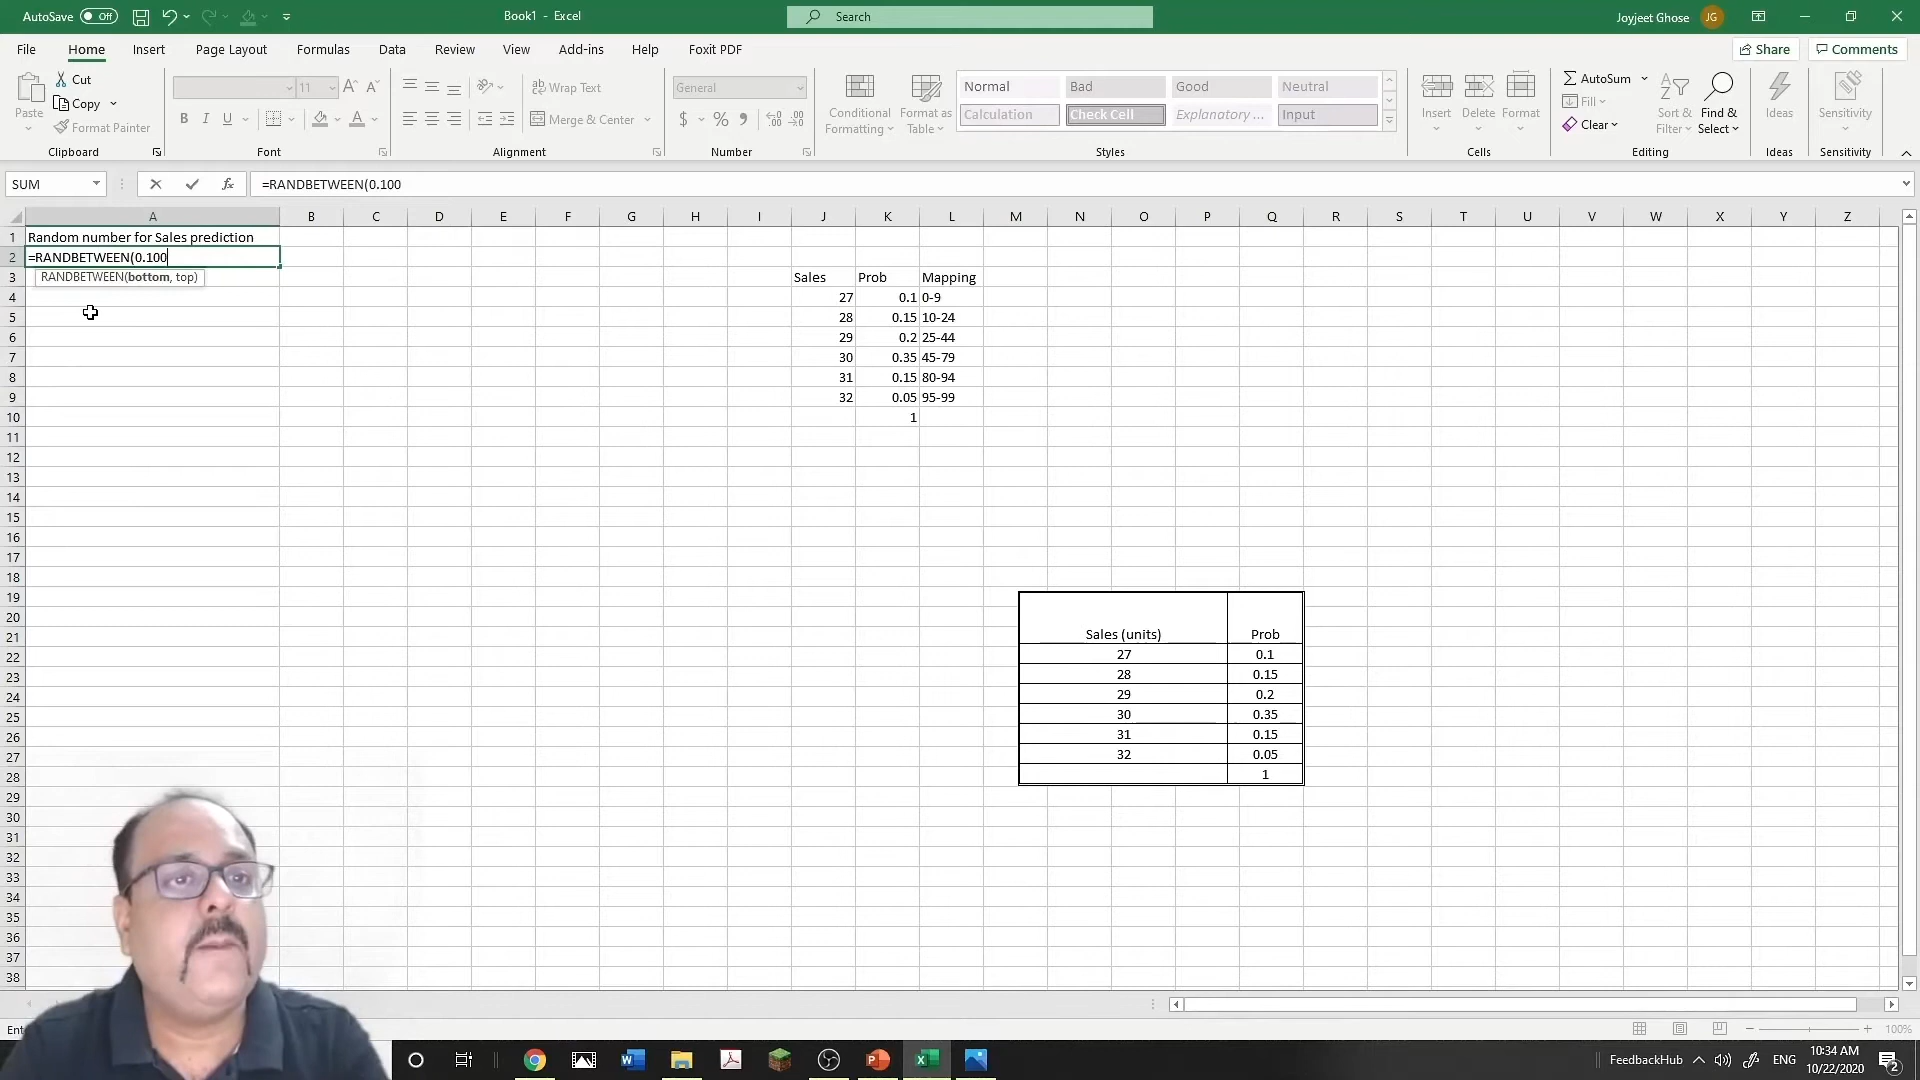 AutoSave Off Book1 - Excel Search Joyjeet Ghose JG
File Home Insert Page Layout Formulas Data Review View Add-ins Help Foxit PDF Share Comments
Paste Cut Copy Format Painter Clipboard
11 B I U Font
Wrap Text Merge & Center Alignment
General $ % Number
Conditional Formatting Format as Table
Normal Bad Good Neutral
Calculation Check Cell Explanatory ... Input
Styles
Insert Delete Format Cells
AutoSum Fill Clear Sort & Filter Find & Select Editing
Ideas Ideas
Sensitivity Sensitivity
SUM fx =RANDBETWEEN(0.100
A B C D E F G H I J K L M N O P Q R S T U V W X Y Z
1 Random number for Sales prediction
2 =RANDBETWEEN(0.100
3 RANDBETWEEN(bottom, top) Sales Prob Mapping
4 27 0.1 0-9
5 28 0.15 10-24
6 29 0.2 25-44
7 30 0.35 45-79
8 31 0.15 80-94
9 32 0.05 95-99
10 1
11
12
13
14
15
16
17
18
19
20
21 Sales (units) Prob
22 27 0.1
23 28 0.15
24 29 0.2
25 30 0.35
26 31 0.15
27 32 0.05
28 1
29
30
31
32
33
34
35
36
37
38
100%
FeedbackHub ENG 10:34 AM
10/22/2020 2